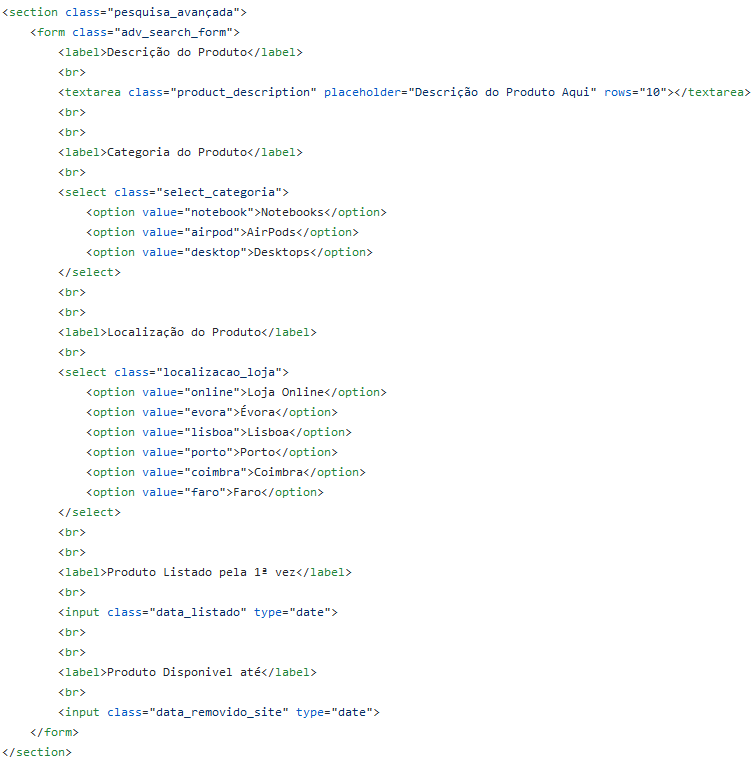 <section class="pesquisa_avançada">
<form class="adv_search_form">
<label>Descrição do Produto</label>
<br>
<textarea class="product_description" placeholder="Descrição do Produto Aqui" rows="10"></textarea>
<br>
<br>
<label>Categoria do Produto</label>
<br>
<select class="select_categoria">
<option value="notebook">Notebooks</option>
<option value="airpod">AirPods</option>
<option value="desktop">Desktops</option>
</select>
<br>
<br>
<label>Localização do Produto</label>
<br>
<select class="localizacao_loja">
<option value="online">Loja Online</option>
<option value="evora">Évora</option>
<option value="lisboa">Lisboa</option>
<option value="porto">Porto</option>
<option value="coimbra">Coimbra</option>
<option value="faro">Faro</option>
</select>
<br>
<br>
<label>Produto Listado pela 1ª vez</label>
<br>
<input class="data_listado" type="date">
<br>
<br>
<label>Produto Disponivel até</label>
<br>
<input class="data_removido_site" type="date">
</form>
</section>